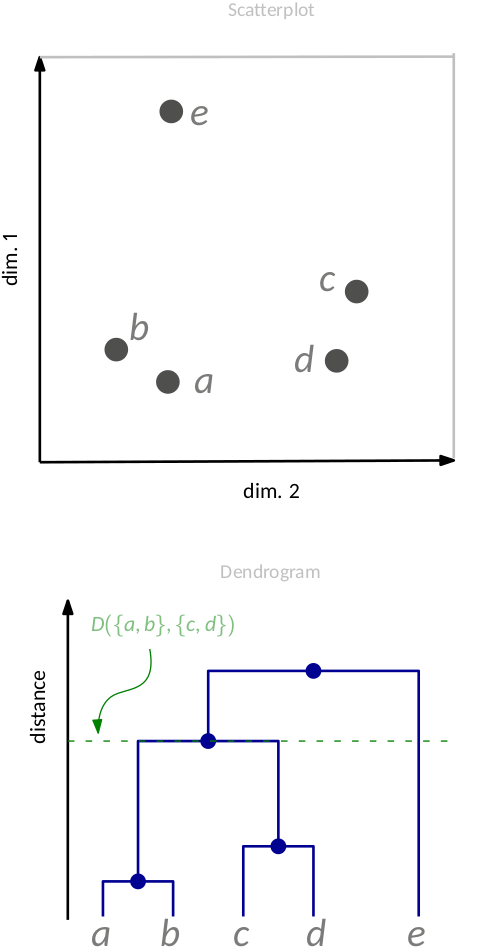 Scatterplot
e
dim. 1
c
b
d
a
dim. 2
Dendrogram
D({a, b}, {c, d})
distance
a b c d e